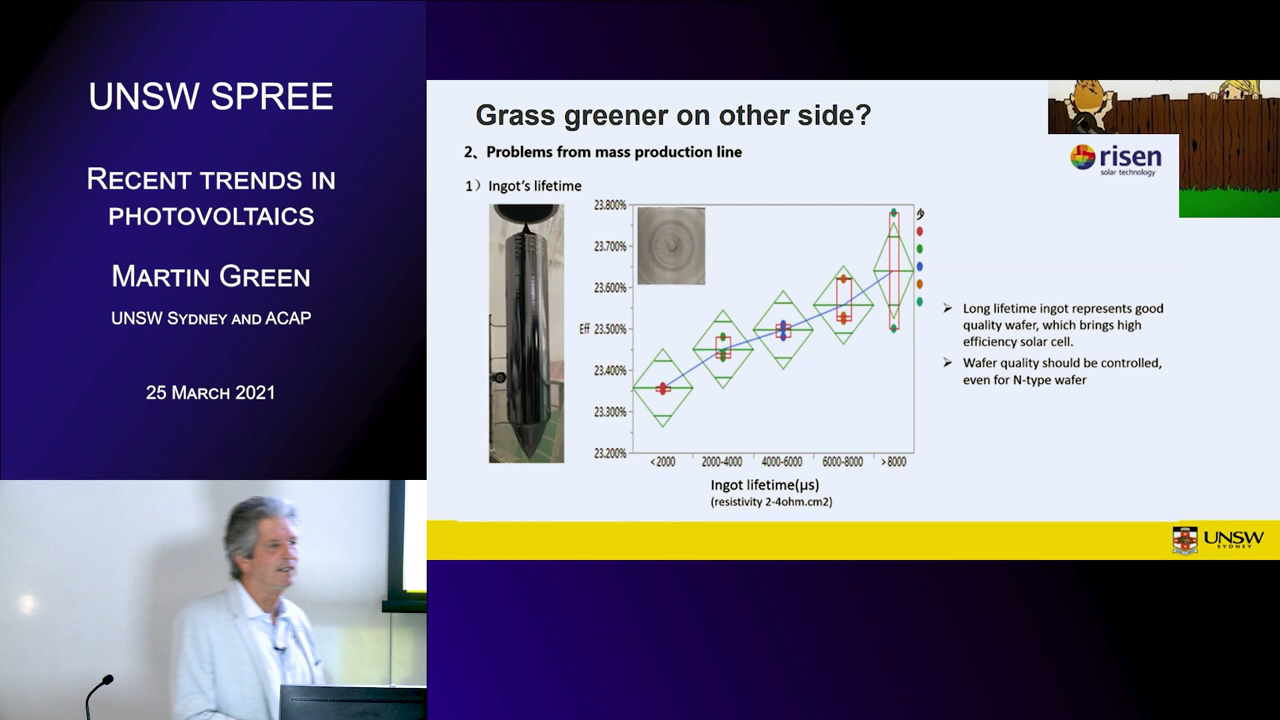 UNSW SPREE
RECENT TRENDS IN
PHOTOVOLTAICS
MARTIN GREEN
UNSW SYDNEY AND ACAP
25 MARCH 2021
Grass greener on other side?
2、Problems from mass production line
risen
solar technology
1）Ingot's lifetime
23.800%
23.700%
23.600%
23.500%
23.400%
23.300%
23.200%
Eff
<2000
2000-4000
4000-6000
6000-8000
>8000
Ingot lifetime(μs)
(resistivity 2-4ohm.cm2)
➢ Long lifetime ingot represents good
quality wafer, which brings high
efficiency solar cell.
➢ Wafer quality should be controlled,
even for N-type wafer
UNSW
SYDNEY